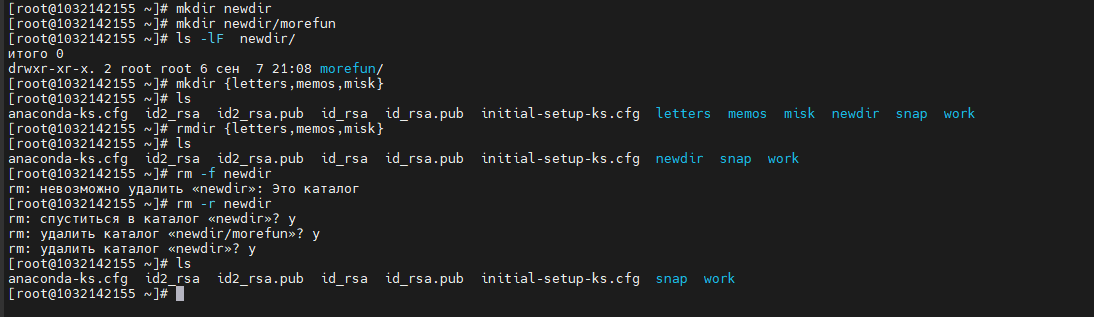 [root@1032142155 ~]# mkdir newdir
[root@1032142155 ~]# mkdir newdir/morefun
[root@1032142155 ~]# ls -lF  newdir/
итого 0
drwxr-xr-x. 2 root root 6 сен  7 21:08 morefun/
[root@1032142155 ~]# mkdir {letters,memos,misk}
[root@1032142155 ~]# ls
anaconda-ks.cfg  id2_rsa  id2_rsa.pub  id_rsa  id_rsa.pub  initial-setup-ks.cfg  letters  memos  misk  newdir  snap  work
[root@1032142155 ~]# rmdir {letters,memos,misk}
[root@1032142155 ~]# ls
anaconda-ks.cfg  id2_rsa  id2_rsa.pub  id_rsa  id_rsa.pub  initial-setup-ks.cfg  newdir  snap  work
[root@1032142155 ~]# rm -f newdir
rm: невозможно удалить «newdir»: Это каталог
[root@1032142155 ~]# rm -r newdir
rm: спуститься в каталог «newdir»? y
rm: удалить каталог «newdir/morefun»? y
rm: удалить каталог «newdir»? y
[root@1032142155 ~]# ls
anaconda-ks.cfg  id2_rsa  id2_rsa.pub  id_rsa  id_rsa.pub  initial-setup-ks.cfg  snap  work
[root@1032142155 ~]#